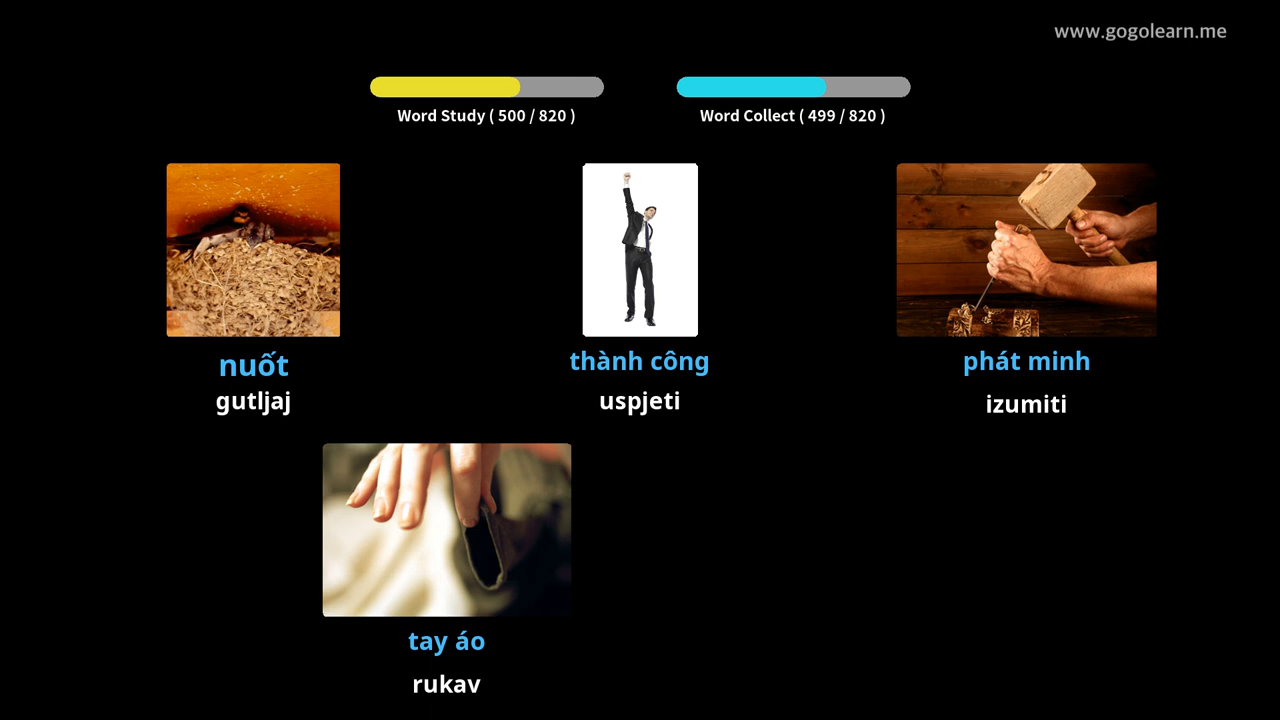 www.gogolearn.me
Word Study ( 500 / 820 )
Word Collect ( 499 / 820 )
nuốt
gutljaj
thành công
uspjeti
phát minh
izumiti
tay áo
rukav